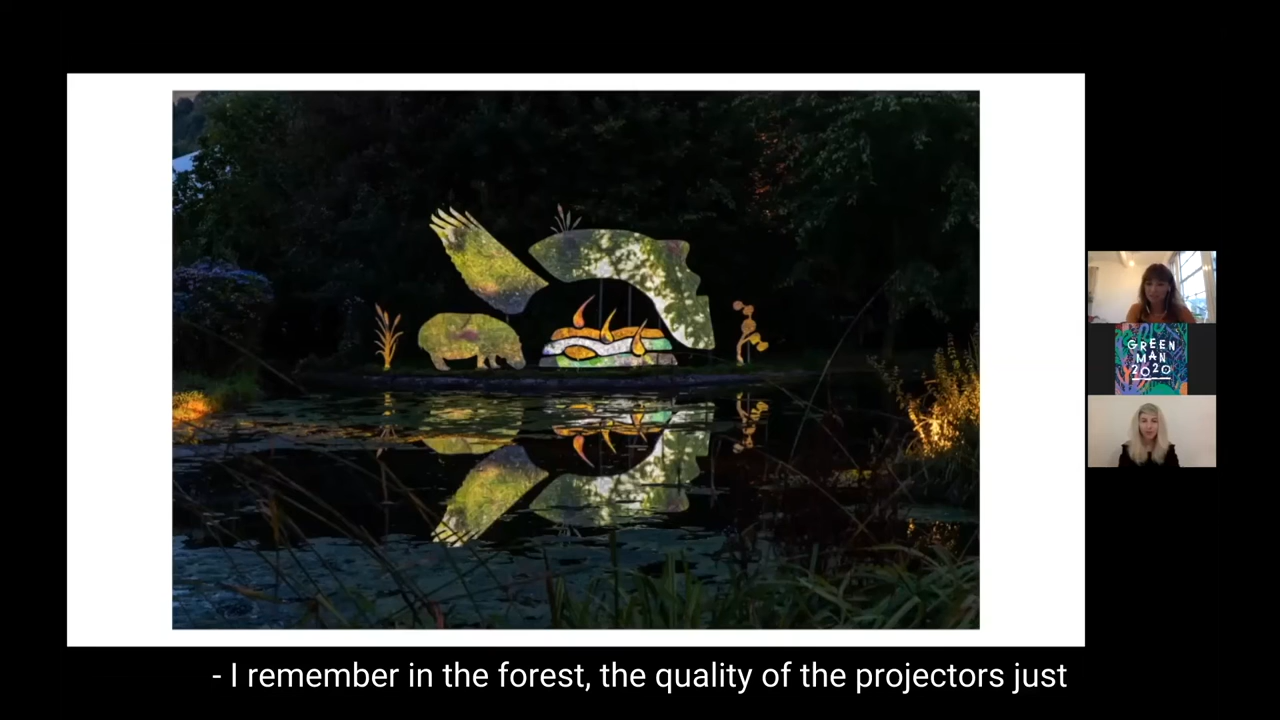 GREEN
MAN
2020
- I remember in the forest, the quality of the projectors just